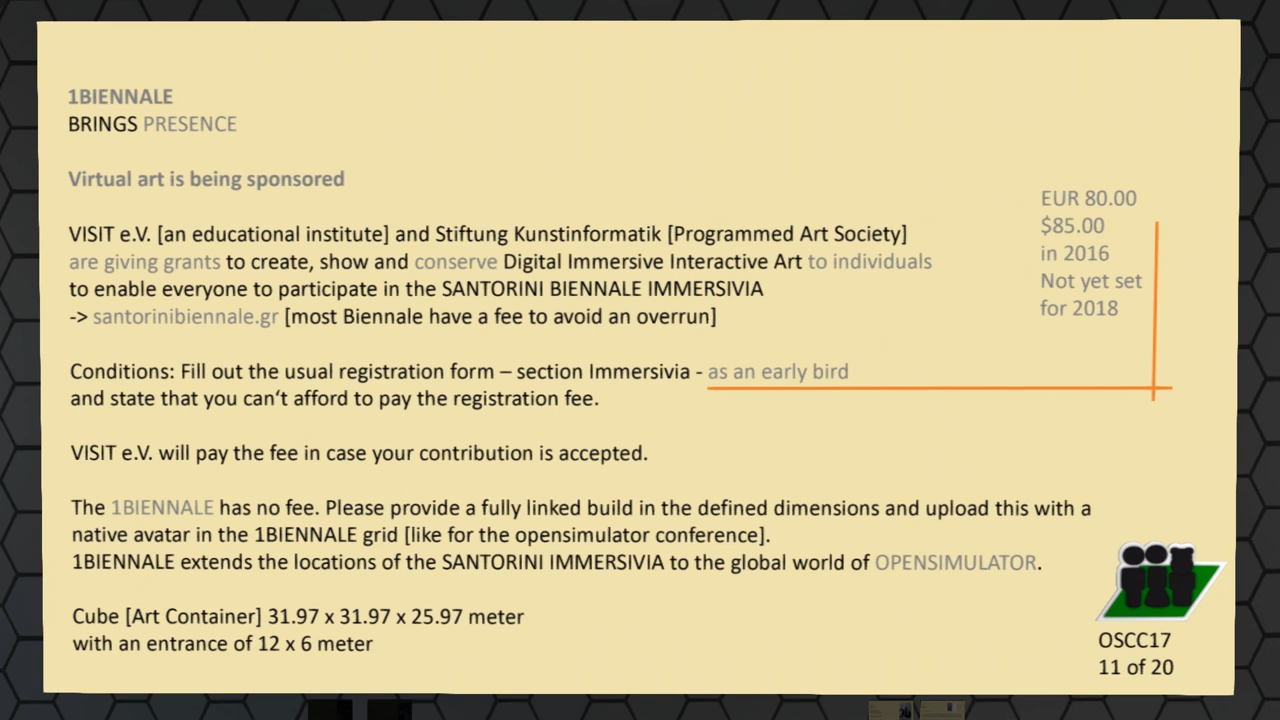 1BIENNALE
BRINGS PRESENCE
Virtual art is being sponsored
VISIT e.V. [an educational institute] and Stiftung Kunstinformatik [Programmed Art Society]
are giving grants to create, show and conserve Digital Immersive Interactive Art to individuals
to enable everyone to participate in the SANTORINI BIENNALE IMMERSIVIA
-> santorinibiennale.gr [most Biennale have a fee to avoid an overrun]
EUR 80.00
$85.00
in 2016
Not yet set
for 2018
Conditions: Fill out the usual registration form – section Immersivia - as an early bird
and state that you can‘t afford to pay the registration fee.
VISIT e.V. will pay the fee in case your contribution is accepted.
The 1BIENNALE has no fee. Please provide a fully linked build in the defined dimensions and upload this with a
native avatar in the 1BIENNALE grid [like for the opensimulator conference].
1BIENNALE extends the locations of the SANTORINI IMMERSIVIA to the global world of OPENSIMULATOR.
Cube [Art Container] 31.97 x 31.97 x 25.97 meter
with an entrance of 12 x 6 meter
OSCC17
11 of 20